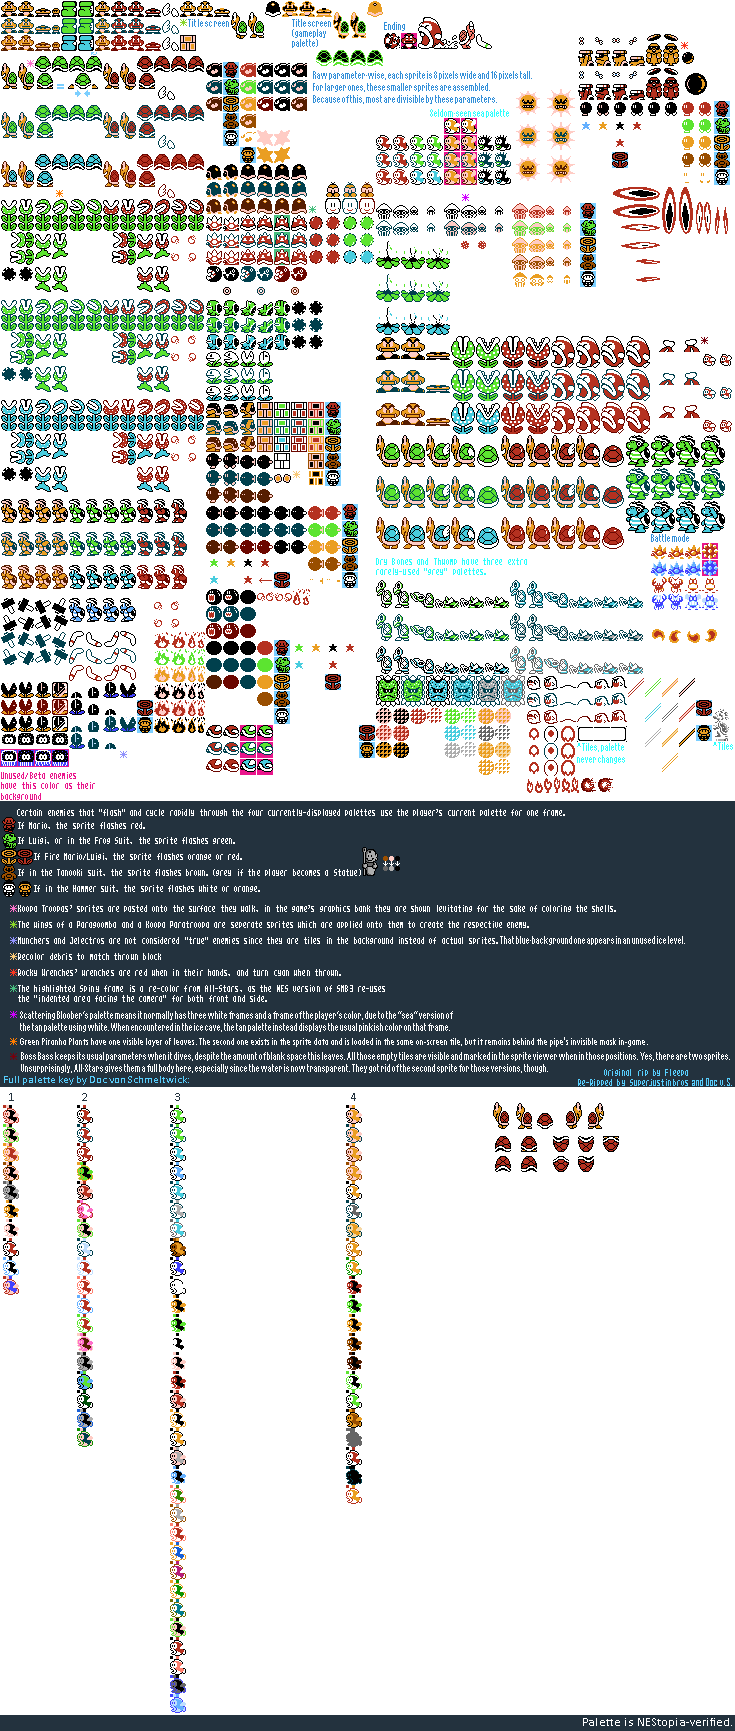 *Title screen
Title screen
(gameplay
palette)
Ending
Raw parameter-wise, each sprite is 8 pixels wide and 16 pixels tall.
For larger ones, these smaller sprites are assembled.
Because of this, most are divisible by these parameters.
Seldom-seen sea palette
Battle mode
Dry Bones and Thwomp have three extra
rarely-used "grey" palettes.
^Tiles, palette
never changes
^Tiles
Unused/Beta enemies
have this color as their
background
Certain enemies that "flash" and cycle rapidly through the four currently-displayed palettes use the player's current palette for one frame.
If Mario, the sprite flashes red.
If Luigi, or in the Frog Suit, the sprite flashes green.
If Fire Mario/Luigi, the sprite flashes orange or red.
If in the Tanooki suit, the sprite flashes brown. (grey if the player becomes a Statue)
If in the Hammer suit, the sprite flashes white or orange.
*Koopa Troopas' sprites are pasted onto the surface they walk, in the game's graphics bank they are shown levitating for the sake of coloring the shells.
*The wings of a Paragoomba and a Koopa Paratroopa are seperate sprites which are applied onto them to create the respective enemy.
*Munchers and Jelectros are not considered "true" enemies since they are tiles in the background instead of actual sprites. That blue-background one appears in an unused ice level.
*Recolor debris to match thrown block
*Rocky Wrenches' wrenches are red when in their hands, and turn cyan when thrown.
*The highlighted Spiny frame is a re-color from All-Stars, as the NES version of SMB3 re-uses
the "indented area facing the camera" for both front and side.
*Scattering Bloober's palette means it normally has three white frames and a frame of the player's color, due to the "sea" version of
the tan palette using white. When encountered in the ice cave, the tan palette instead displays the usual pinkish color on that frame.
*Green Piranha Plants have one visible layer of leaves. The second one exists in the sprite data and is loaded in the same on-screen tile, but it remains behind the pipe's invisible mask in-game.
*Boss Bass keeps its usual parameters when it dives, despite the amount of blank space this leaves. All those empty tiles are visible and marked in the sprite viewer when in those positions. Yes, there are two sprites.
Unsurprisingly, All-Stars gives them a full body here, especially since the water is now transparent. They got rid of the second sprite for those versions, though.
Original rip by Fleepa
Full palette key by Doc von Schmeltwick:
Re-Ripped by Superjustinbros and Doc v.S.
1 2 3 4
Palette is NEStopia-verified.